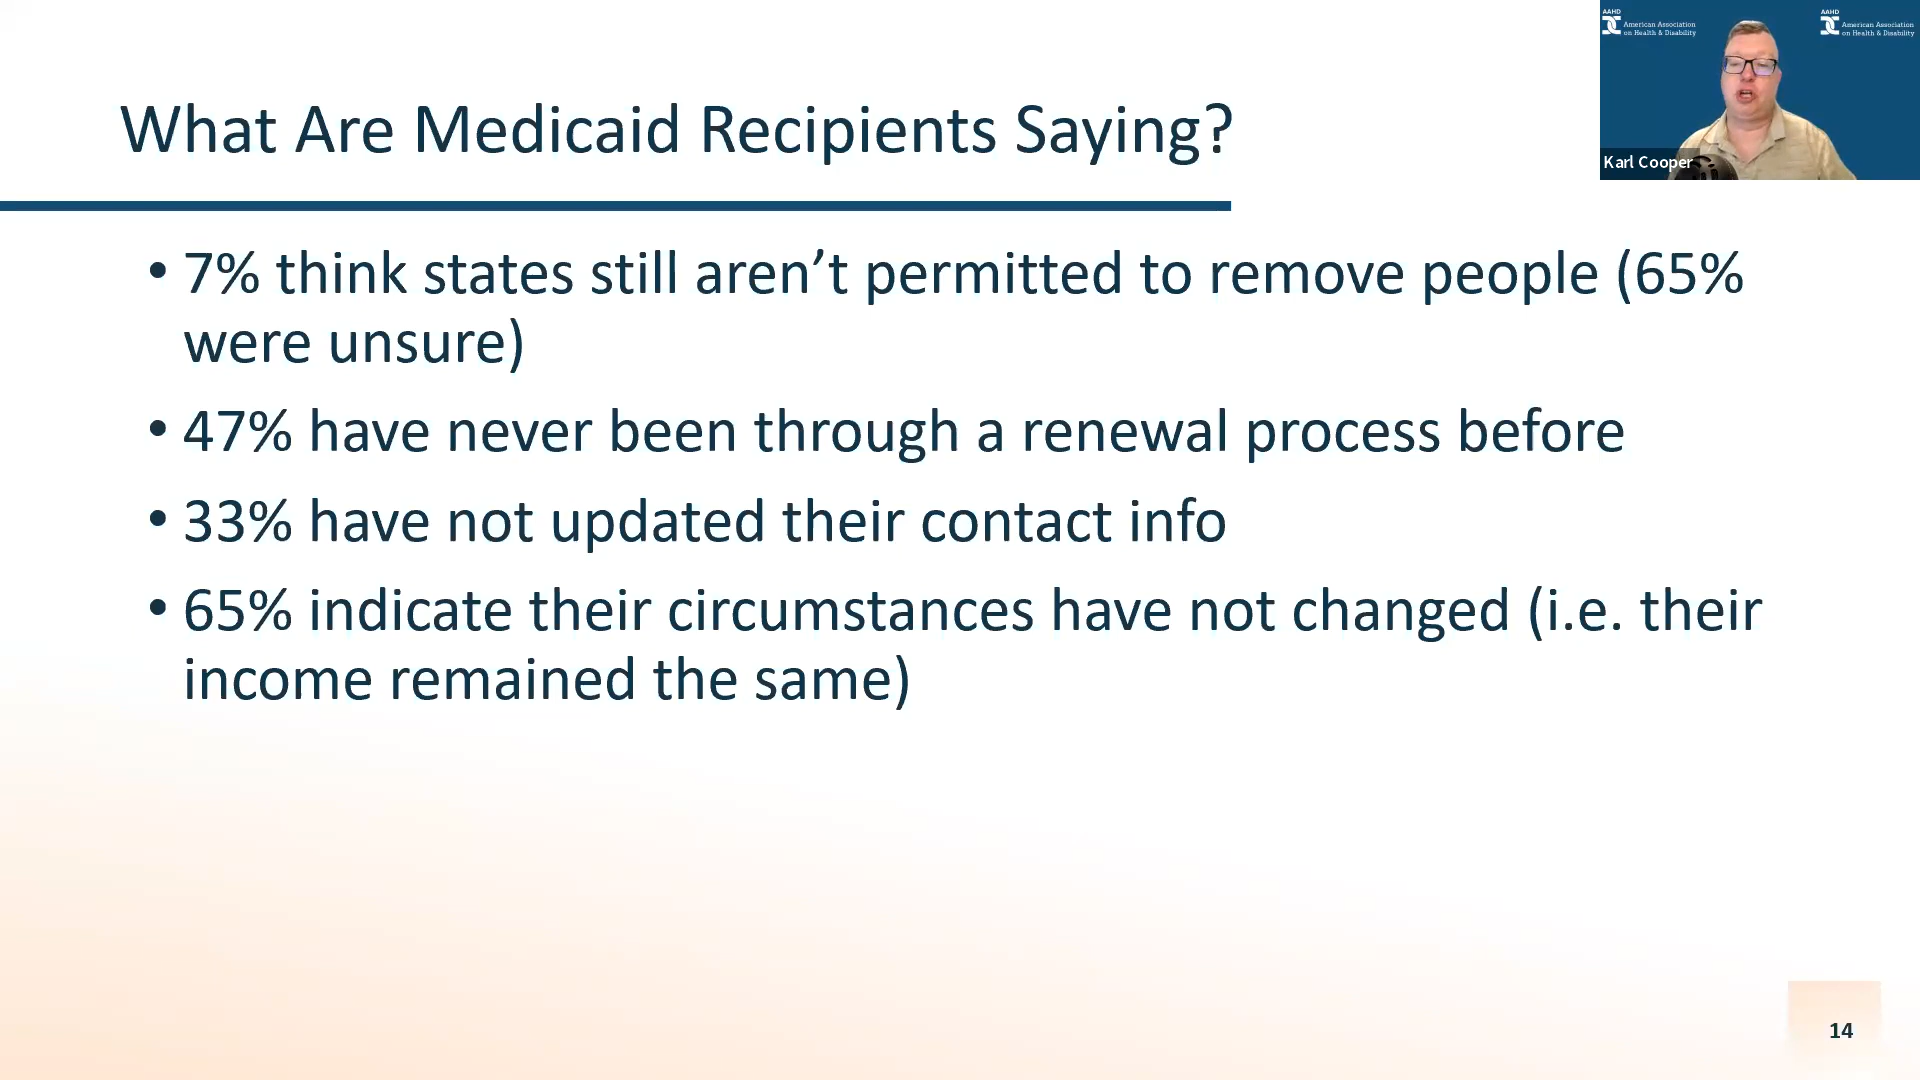 What Are Medicaid Recipients Saying?
AAHD
American Association
on Health & Disability
AAHD
American Association
on Health & Disability
Karl Cooper
• 7% think states still aren’t permitted to remove people (65%
were unsure)
• 47% have never been through a renewal process before
• 33% have not updated their contact info
• 65% indicate their circumstances have not changed (i.e. their
income remained the same)
14